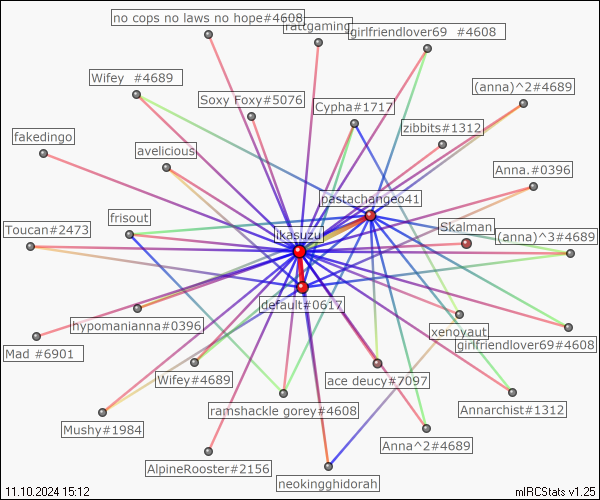 no cops no laws no hope#4608
rattgaming
girlfriendlover69 #4608
Wifey #4689
(anna)^2#4689
Soxy Foxy#5076
Cypha#1717
zibbits#1312
fakedingo
avelicious
Anna.#0396
pastachangeo41
frisout
Toucan#2473
ikasuzu
Skalman
(anna)^3#4689
default#0617
hypomanianna#0396
xenoyaut
Mad #6901
girlfriendlover69#4608
Wifey#4689
ace deucy#7097
ramshackle gorey#4608
Annarchist#1312
Mushy#1984
Anna^2#4689
AlpineRooster#2156
neokingghidorah
11.10.2024 15:12
mIRCStats v1.25